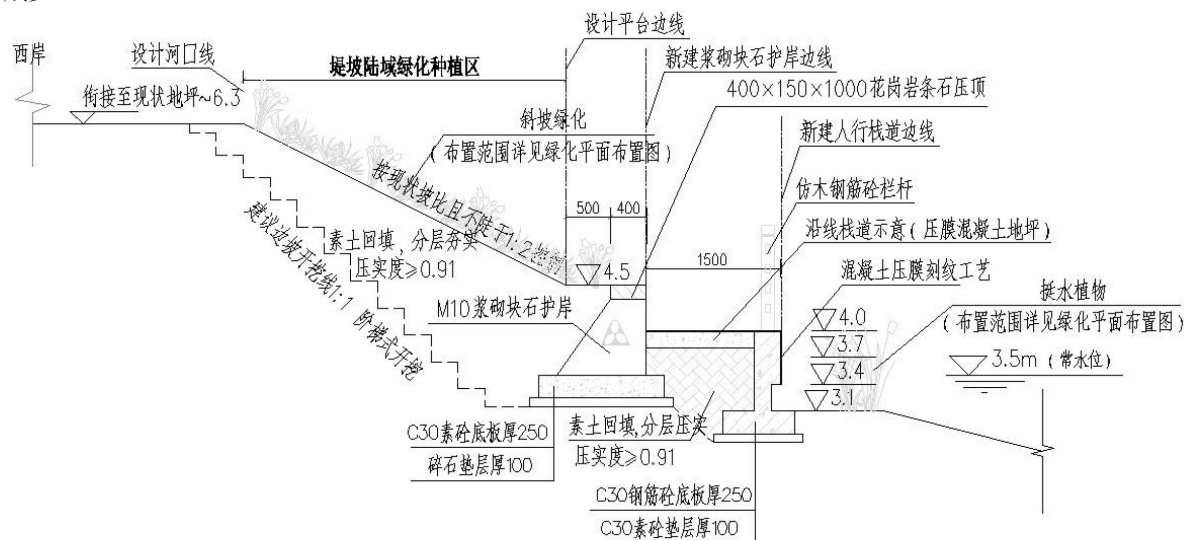 设计平台边线
西岸
设计河口线
堤坡陆域绿化种植区
新建浆砌块石护岸边线
衔接至现状地坪~6.3
400×150×1000花岗岩条石压顶
斜坡绿化
(布置范围详见绿化平面布置图)
新建人行栈道边线
仿木钢筋砼栏杆
按现状坡比且不陡于1:2控制
500
400
沿线栈道示意(压膜混凝土地坪)
建议边坡开挖线1:1 阶梯式开挖
素土回填,分层夯实
压实度≥0.91
4.5
1500
混凝土压膜刻纹工艺
M10浆砌块石护岸
挺水植物
(布置范围详见绿化平面布置图)
4.0
3.7
3.4
3.1
3.5m(常水位)
C30素砼底板厚250
碎石垫层厚100
素土回填,分层压实
压实度≥0.91
C30钢筋砼底板厚250
C30素砼垫层厚100